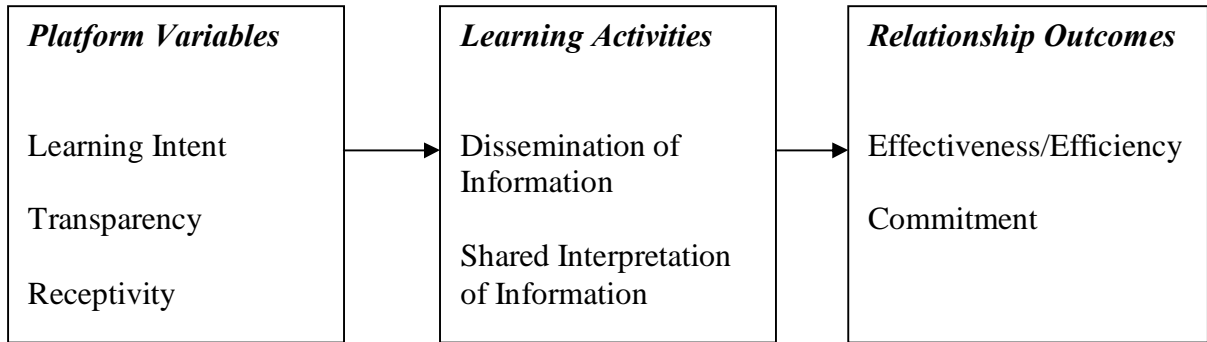 Platform Variables
Learning Intent
Transparency
Receptivity
Learning Activities
Dissemination of
Information
Shared Interpretation
of Information
Relationship Outcomes
Effectiveness/Efficiency
Commitment